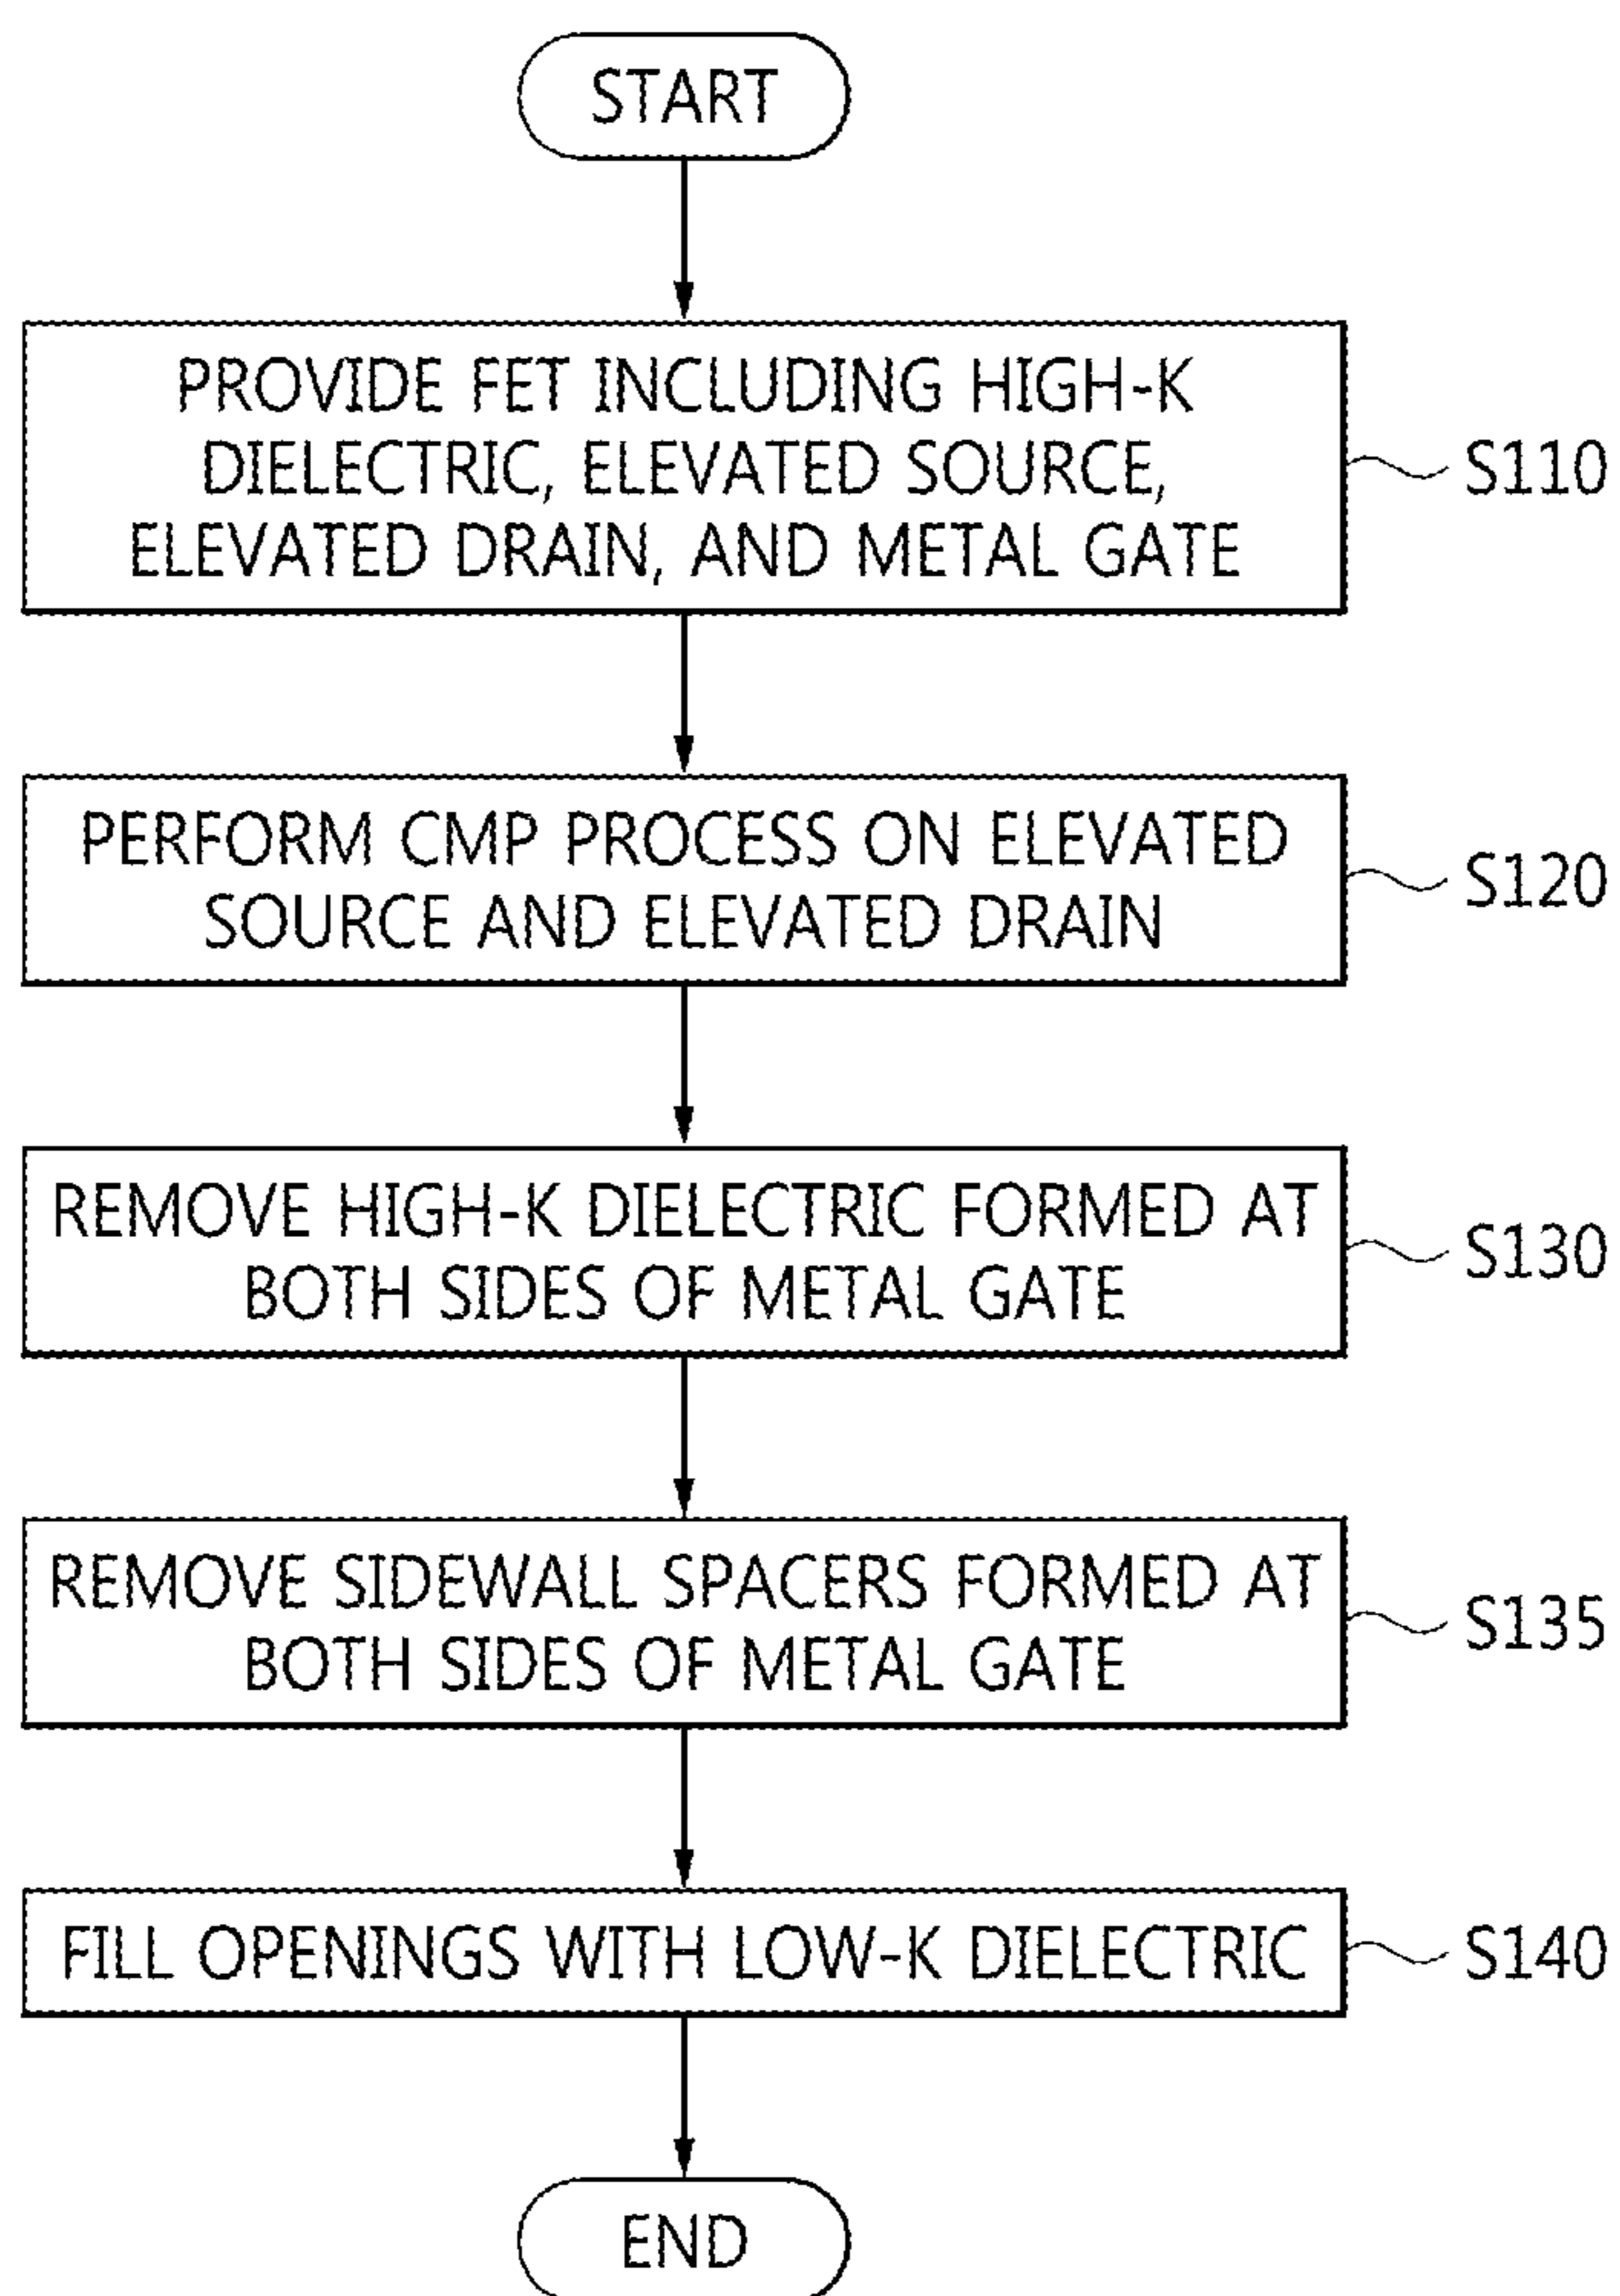 START
PROVIDE FET INCLUDING HIGH-K
DIELECTRIC, ELEVATED SOURCE,
ELEVATED DRAIN, AND METAL GATE
S110
PERFORM CMP PROCESS ON ELEVATED
SOURCE AND ELEVATED DRAIN
S120
REMOVE HIGH-K DIELECTRIC FORMED AT
BOTH SIDES OF METAL GATE
S130
REMOVE SIDEWALL SPACERS FORMED AT
BOTH SIDES OF METAL GATE
S135
FILL OPENINGS WITH LOW-K DIELECTRIC
S140
END